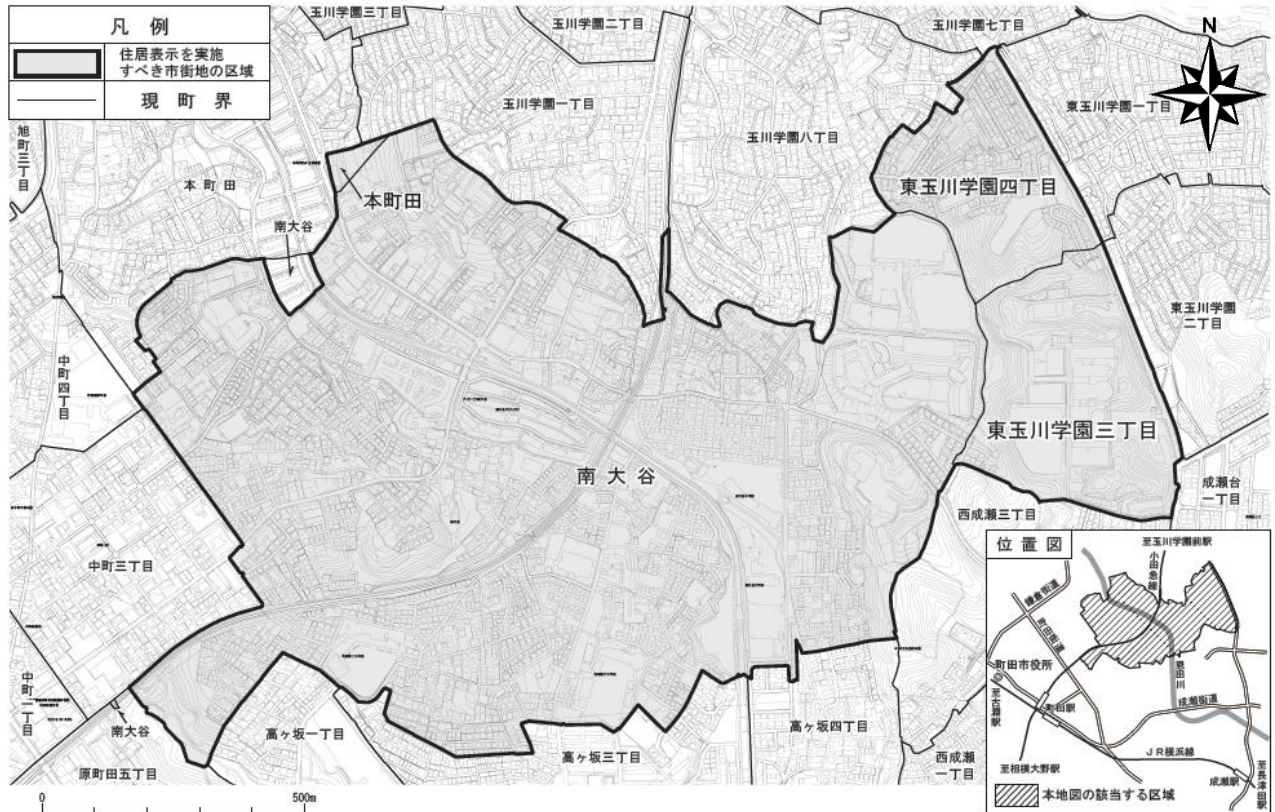 凡例
住居表示を実施
すべき市街地の区域
現町界
玉川学園三丁目
玉川学園二丁目
玉川学園七丁目
N
玉川学園一丁目
東玉川学園一丁目
玉川学園八丁目
旭町三丁目
本町田
本町田
東玉川学園四丁目
南大谷
東玉川学園
二丁目
中町四丁目
東玉川学園三丁目
南大谷
成瀬台
一丁目
西成瀬三丁目
中町三丁目
中町一丁目
南大谷
原町田五丁目
高ヶ坂一丁目
高ヶ坂三丁目
高ヶ坂四丁目
西成瀬
一丁目
0
500m
位置図
至玉川学園前駅
小田急線
鎌倉街道
町田街道
町田市役所
恩田川
成瀬街道
至古淵駅
町田駅
JR横浜線
至相模大野駅
成瀬駅
至長津田駅
本地図の該当する区域